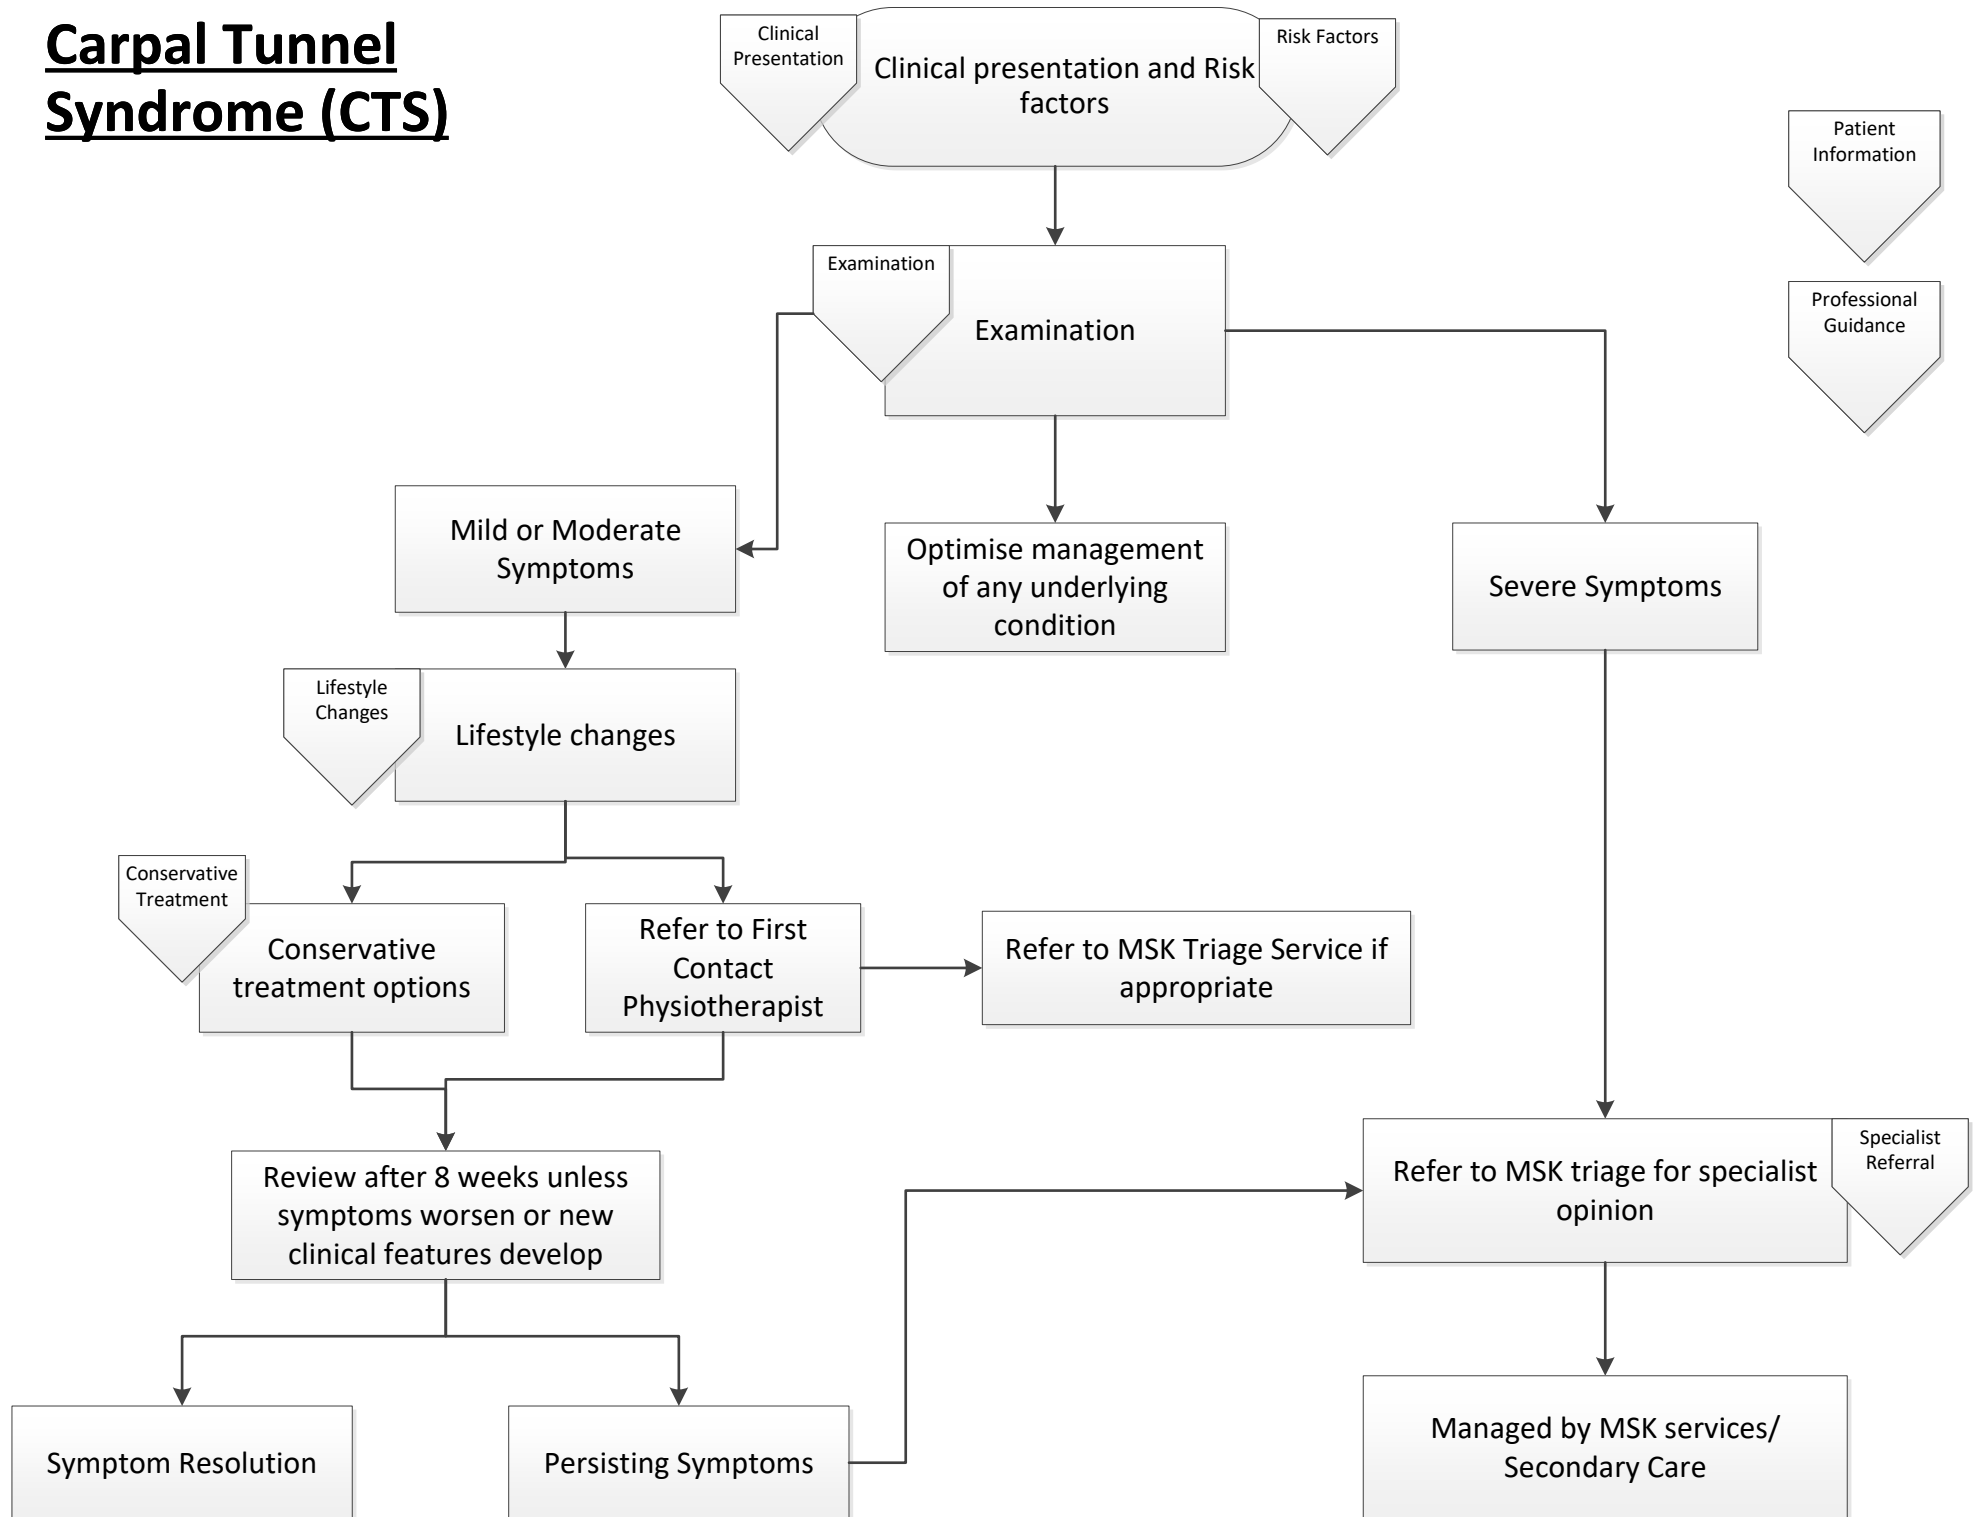 Carpal Tunnel
Syndrome (CTS)
Clinical
Presentation
Clinical presentation and Risk
factors
Risk Factors
Patient
Information
Professional
Guidance
Examination
Examination
Mild or Moderate
Symptoms
Optimise management
of any underlying
condition
Severe Symptoms
Lifestyle
Changes
Lifestyle changes
Conservative
Treatment
Conservative
treatment options
Refer to First
Contact
Physiotherapist
Refer to MSK Triage Service if
appropriate
Review after 8 weeks unless
symptoms worsen or new
clinical features develop
Refer to MSK triage for specialist
opinion
Specialist
Referral
Symptom Resolution
Persisting Symptoms
Managed by MSK services/
Secondary Care